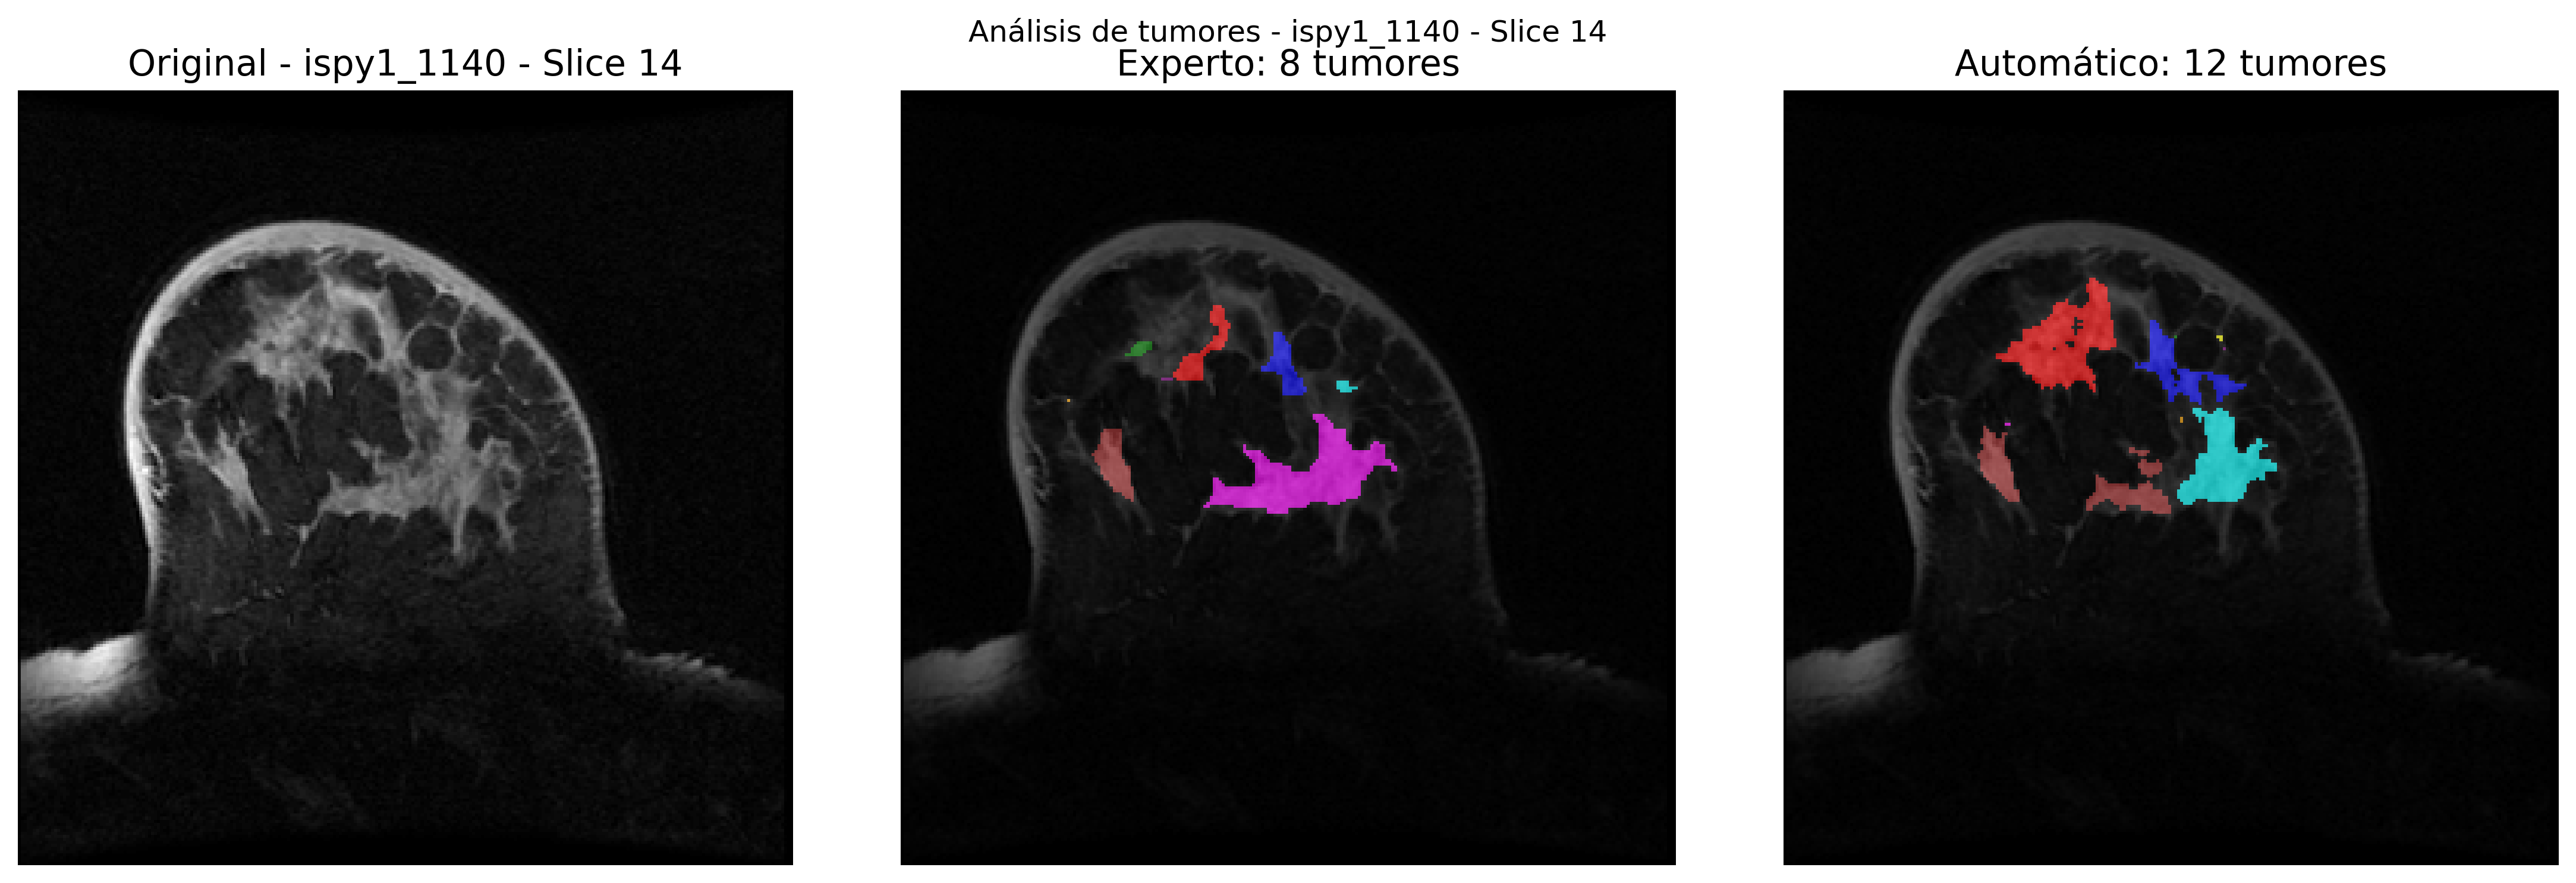 Análisis de tumores - ispy1_1140 - Slice 14
Original - ispy1_1140 - Slice 14
Experto: 8 tumores
Automático: 12 tumores